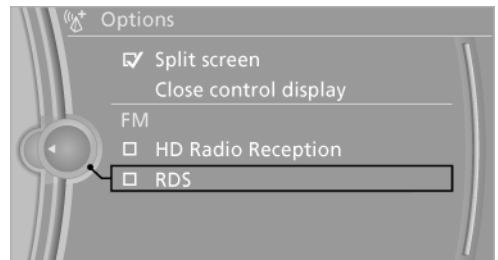 Options
Split screen
Close control display
FM
HD Radio Reception
RDS